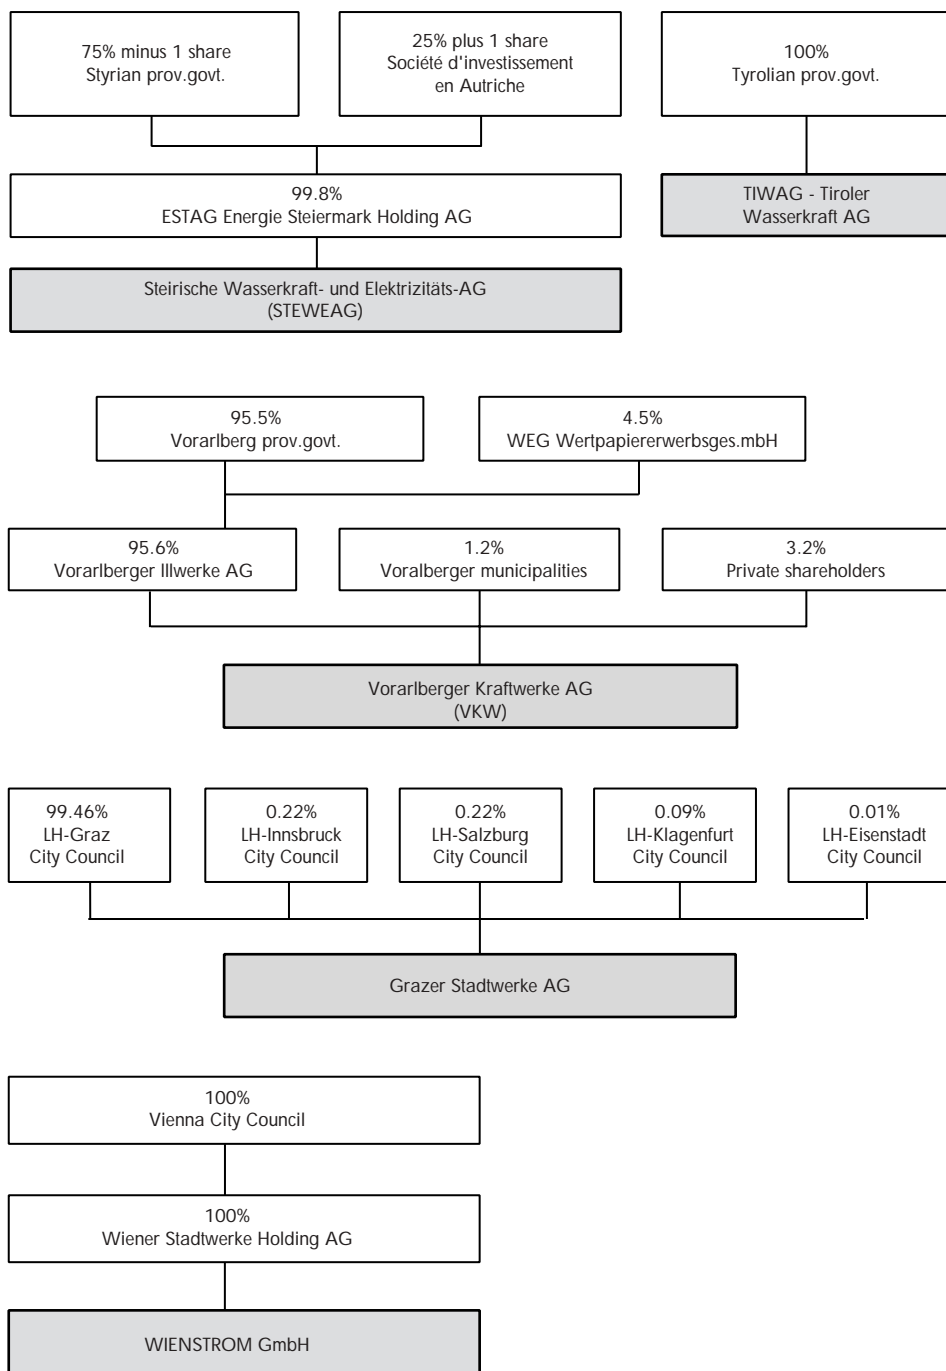 75% minus 1 share
Styrian prov.govt.
25% plus 1 share
Société d'investissement
en Autriche
100%
Tyrolian prov.govt.
99.8%
ESTAG Energie Steiermark Holding AG
TIWAG - Tiroler
Wasserkraft AG
Steirische Wasserkraft- und Elektrizitäts-AG
(STEWEAG)
95.5%
Vorarlberg prov.govt.
4.5%
WEG Wertpapiererwerbsges.mbH
95.6%
Vorarlberger Illwerke AG
1.2%
Voralberger municipalities
3.2%
Private shareholders
Vorarlberger Kraftwerke AG
(VKW)
99.46%
LH-Graz
City Council
0.22%
LH-Innsbruck
City Council
0.22%
LH-Salzburg
City Council
0.09%
LH-Klagenfurt
City Council
0.01%
LH-Eisenstadt
City Council
Grazer Stadtwerke AG
100%
Vienna City Council
100%
Wiener Stadtwerke Holding AG
WIENSTROM GmbH